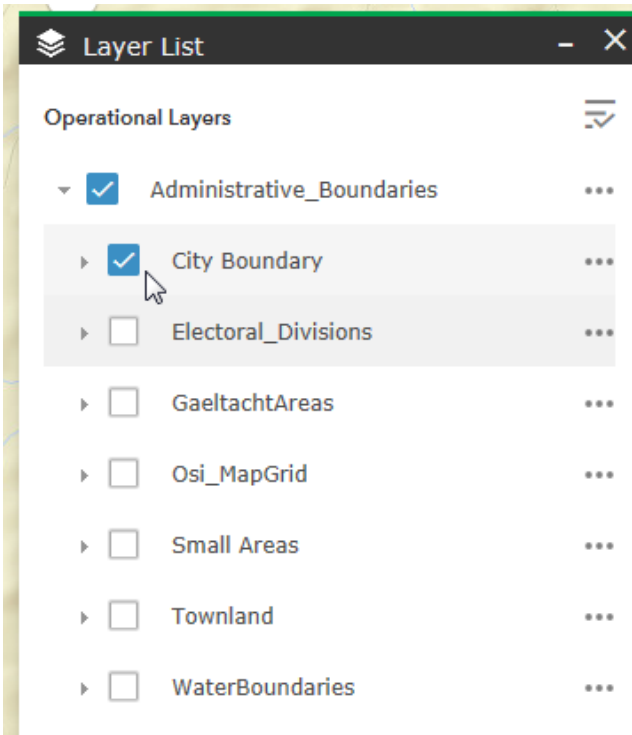 Layer List
Operational Layers
Administrative_Boundaries
City Boundary
Electoral_Divisions
GaeltachtAreas
Osi_MapGrid
Small Areas
Townland
WaterBoundaries